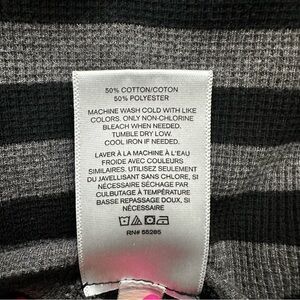 50% COTTON/COTON
50% POLYESTER
MACHINE WASH COLD WITH LIKE
COLORS. ONLY NON-CHLORINE
BLEACH WHEN NEEDED.
TUMBLE DRY LOW.
COOL IRON IF NEEDED.
LAVER À LA MACHINE À L'EAU
FROIDE AVEC COULEURS
SIMILAIRES. UTILISEZ SEULEMENT
DU JAVELLISANT SANS CHLORE, SI
NÉCESSAIRE SÉCHAGE PAR
CULBUTAGE À TEMPÉRATURE
BASSE REPASSAGE DOUX, SI
NÉCESSAIRE
RN# 55285